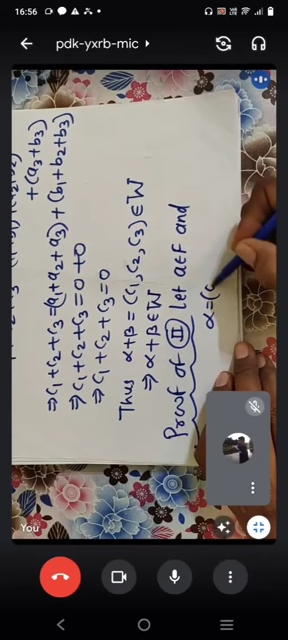 16:56
pdk-yxrb-mic
+(a3+b3)
⇒ c1+c2+c3=(a1+a2+a3)+(b1+b2+b3)
⇒ c1+c2+c3=0+0
⇒ c1+c2+c3=0
Thus α+β=(c1,c2,c3)∈W
⇒ α+β∈W
Proof of II Let a∈F and
α=(
You